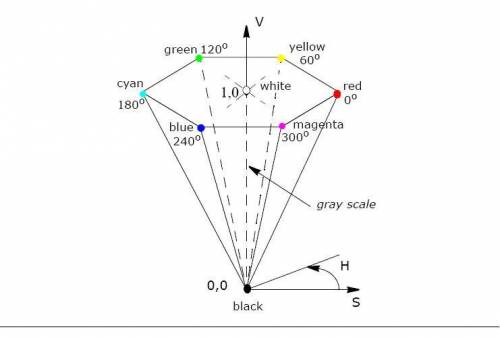 V
green 120°
yellow
60°
cyan
180°
1,0
white
red
0°
blue
240°
magenta
300°
gray scale
H
0,0
S
black